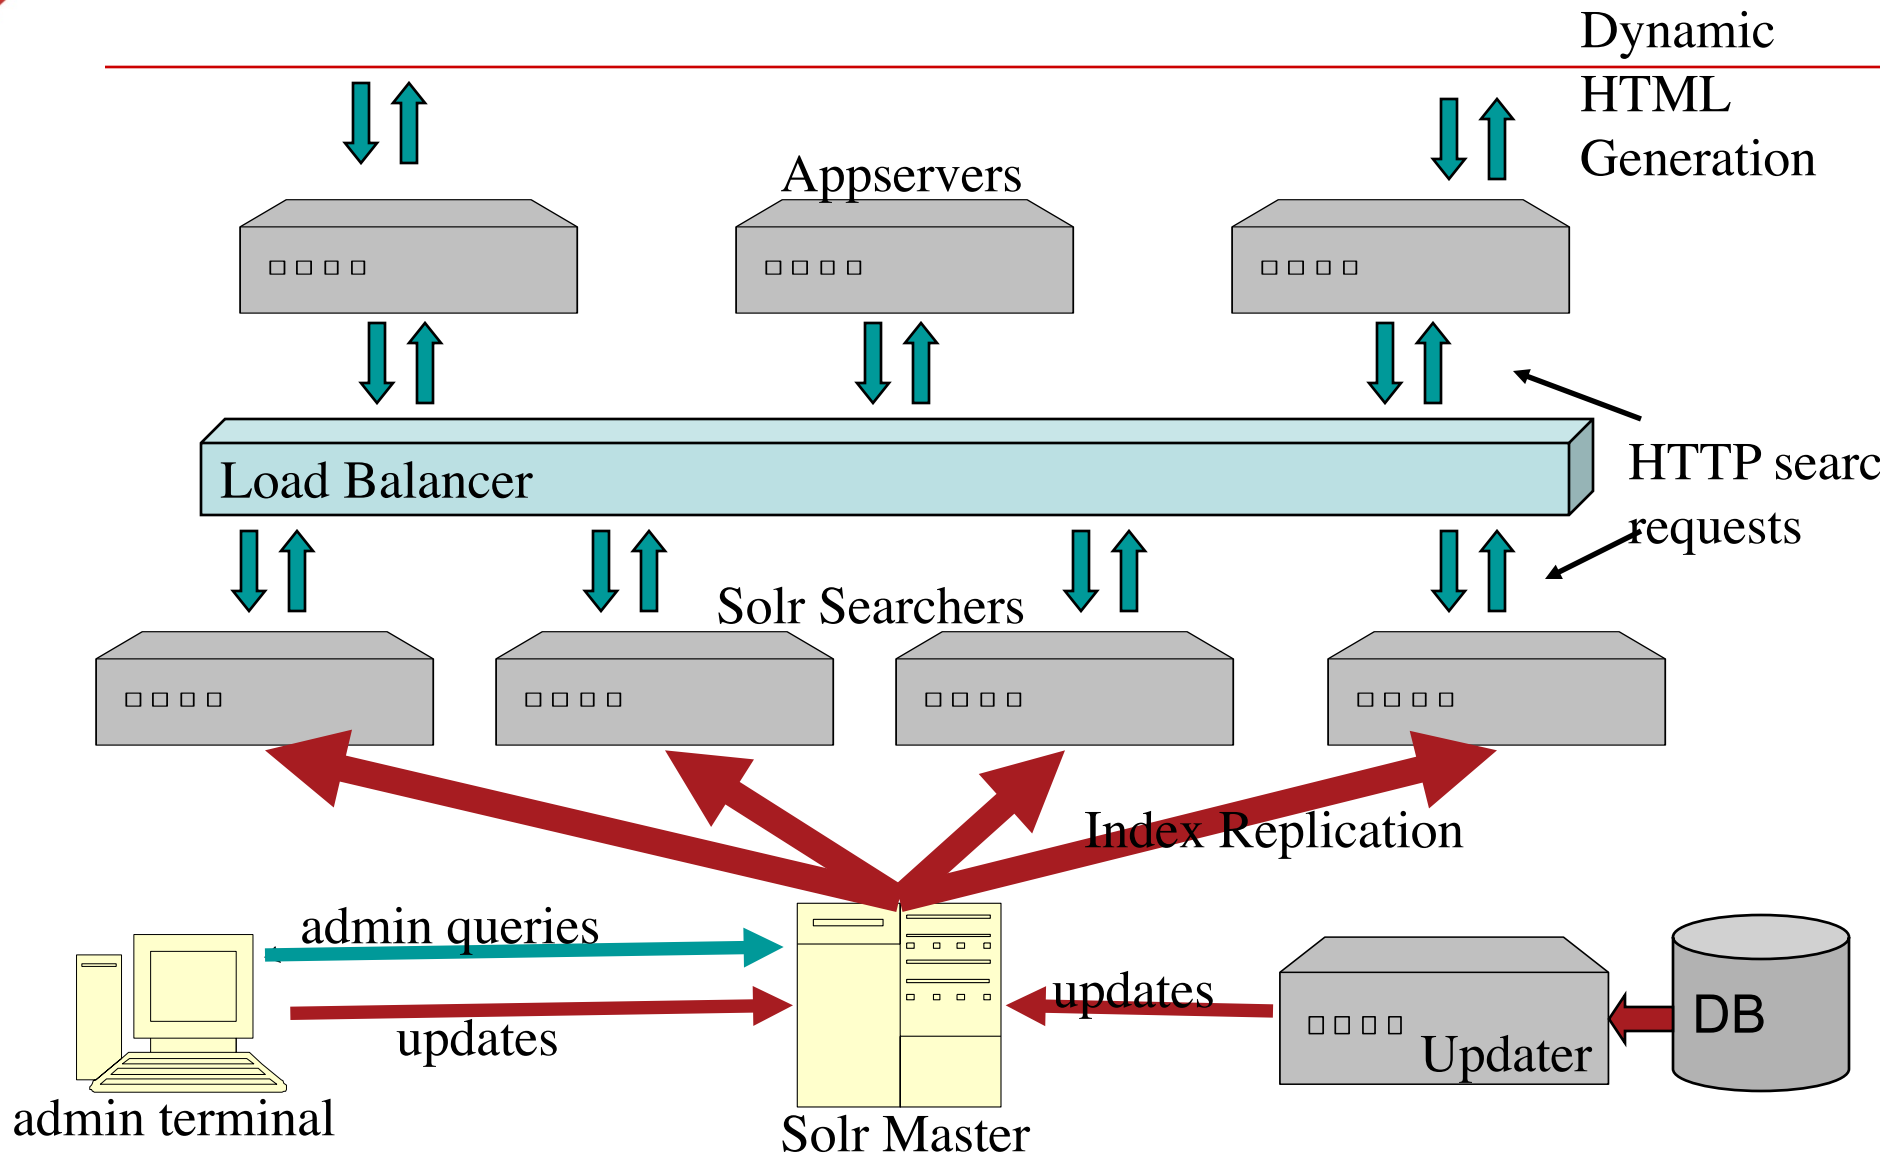 Dynamic
HTML
Generation
Appservers
Load Balancer
HTTP searc
requests
Solr Searchers
Index Replication
admin queries
updates
updates
DB
Updater
admin terminal
Solr Master